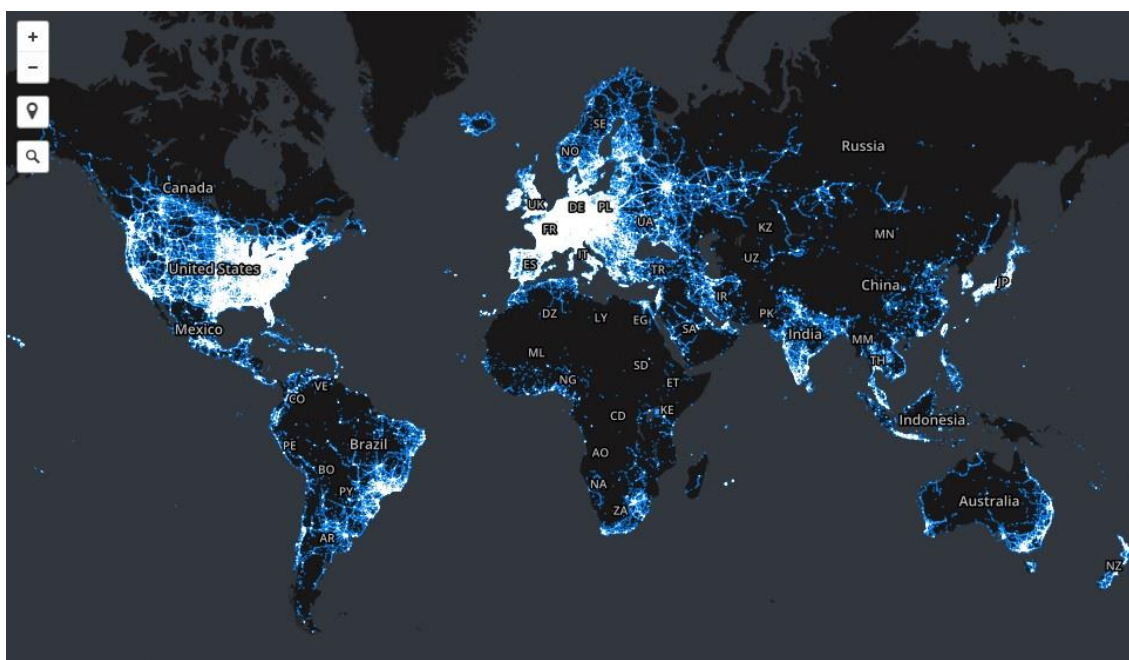 +
−
SE
NO
Russia
Canada
UK
DE
PL
FR
UA
KZ
MN
IT
ES
UZ
United States
TR
China
JP
IR
DZ
LY
EG
PK
Mexico
SA
India
MM
ML
SD
TH
NG
ET
VE
CO
KE
CD
Indonesia
PE
Brazil
AO
BO
NA
PY
Australia
ZA
AR
NZ